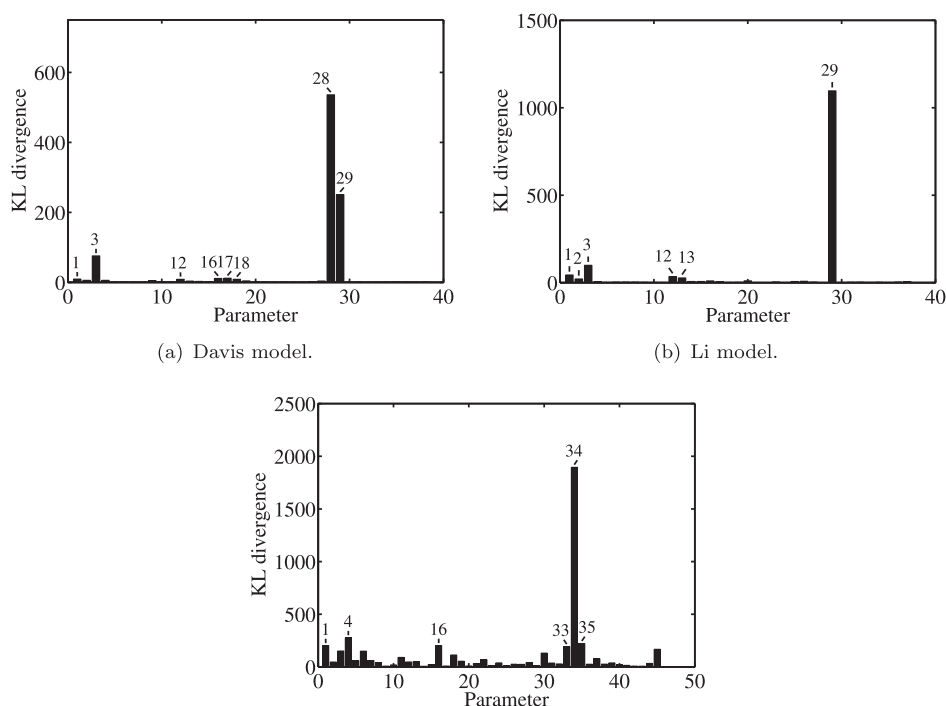 600
400
200
0
KL divergence
1
3
12
16 17 18
28
29
0 10 20 30 40
Parameter
(a) Davis model.
1500
1000
500
0
KL divergence
1
2
3
12
13
29
0 10 20 30 40
Parameter
(b) Li model.
2500
2000
1500
1000
500
0
KL divergence
1
4
16
33
34
35
0 10 20 30 40 50
Parameter